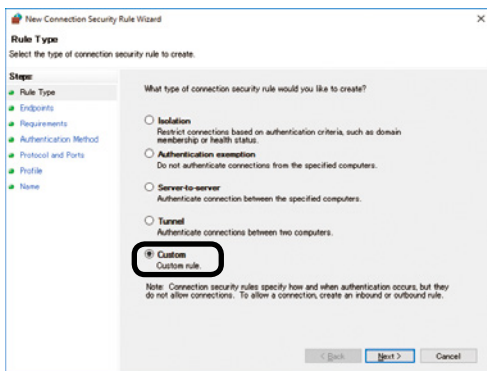 New Connection Security Rule Wizard
Rule Type
Select the type of connection security rule to create.
Steps:
Rule Type
Endpoints
Requirements
Authentication Method
Protocol and Ports
Profile
Name
What type of connection security rule would you like to create?
Isolation
Restrict connections based on authentication criteria, such as domain
membership or health status.
Authentication exemption
Do not authenticate connections from the specified computers.
Server-to-server
Authenticate connection between the specified computers.
Tunnel
Authenticate connections between two computers.
Custom
Custom rule.
Note: Connection security rules specify how and when authentication occurs, but they
do not allow connections. To allow a connection, create an inbound or outbound rule.
< Back
Next >
Cancel